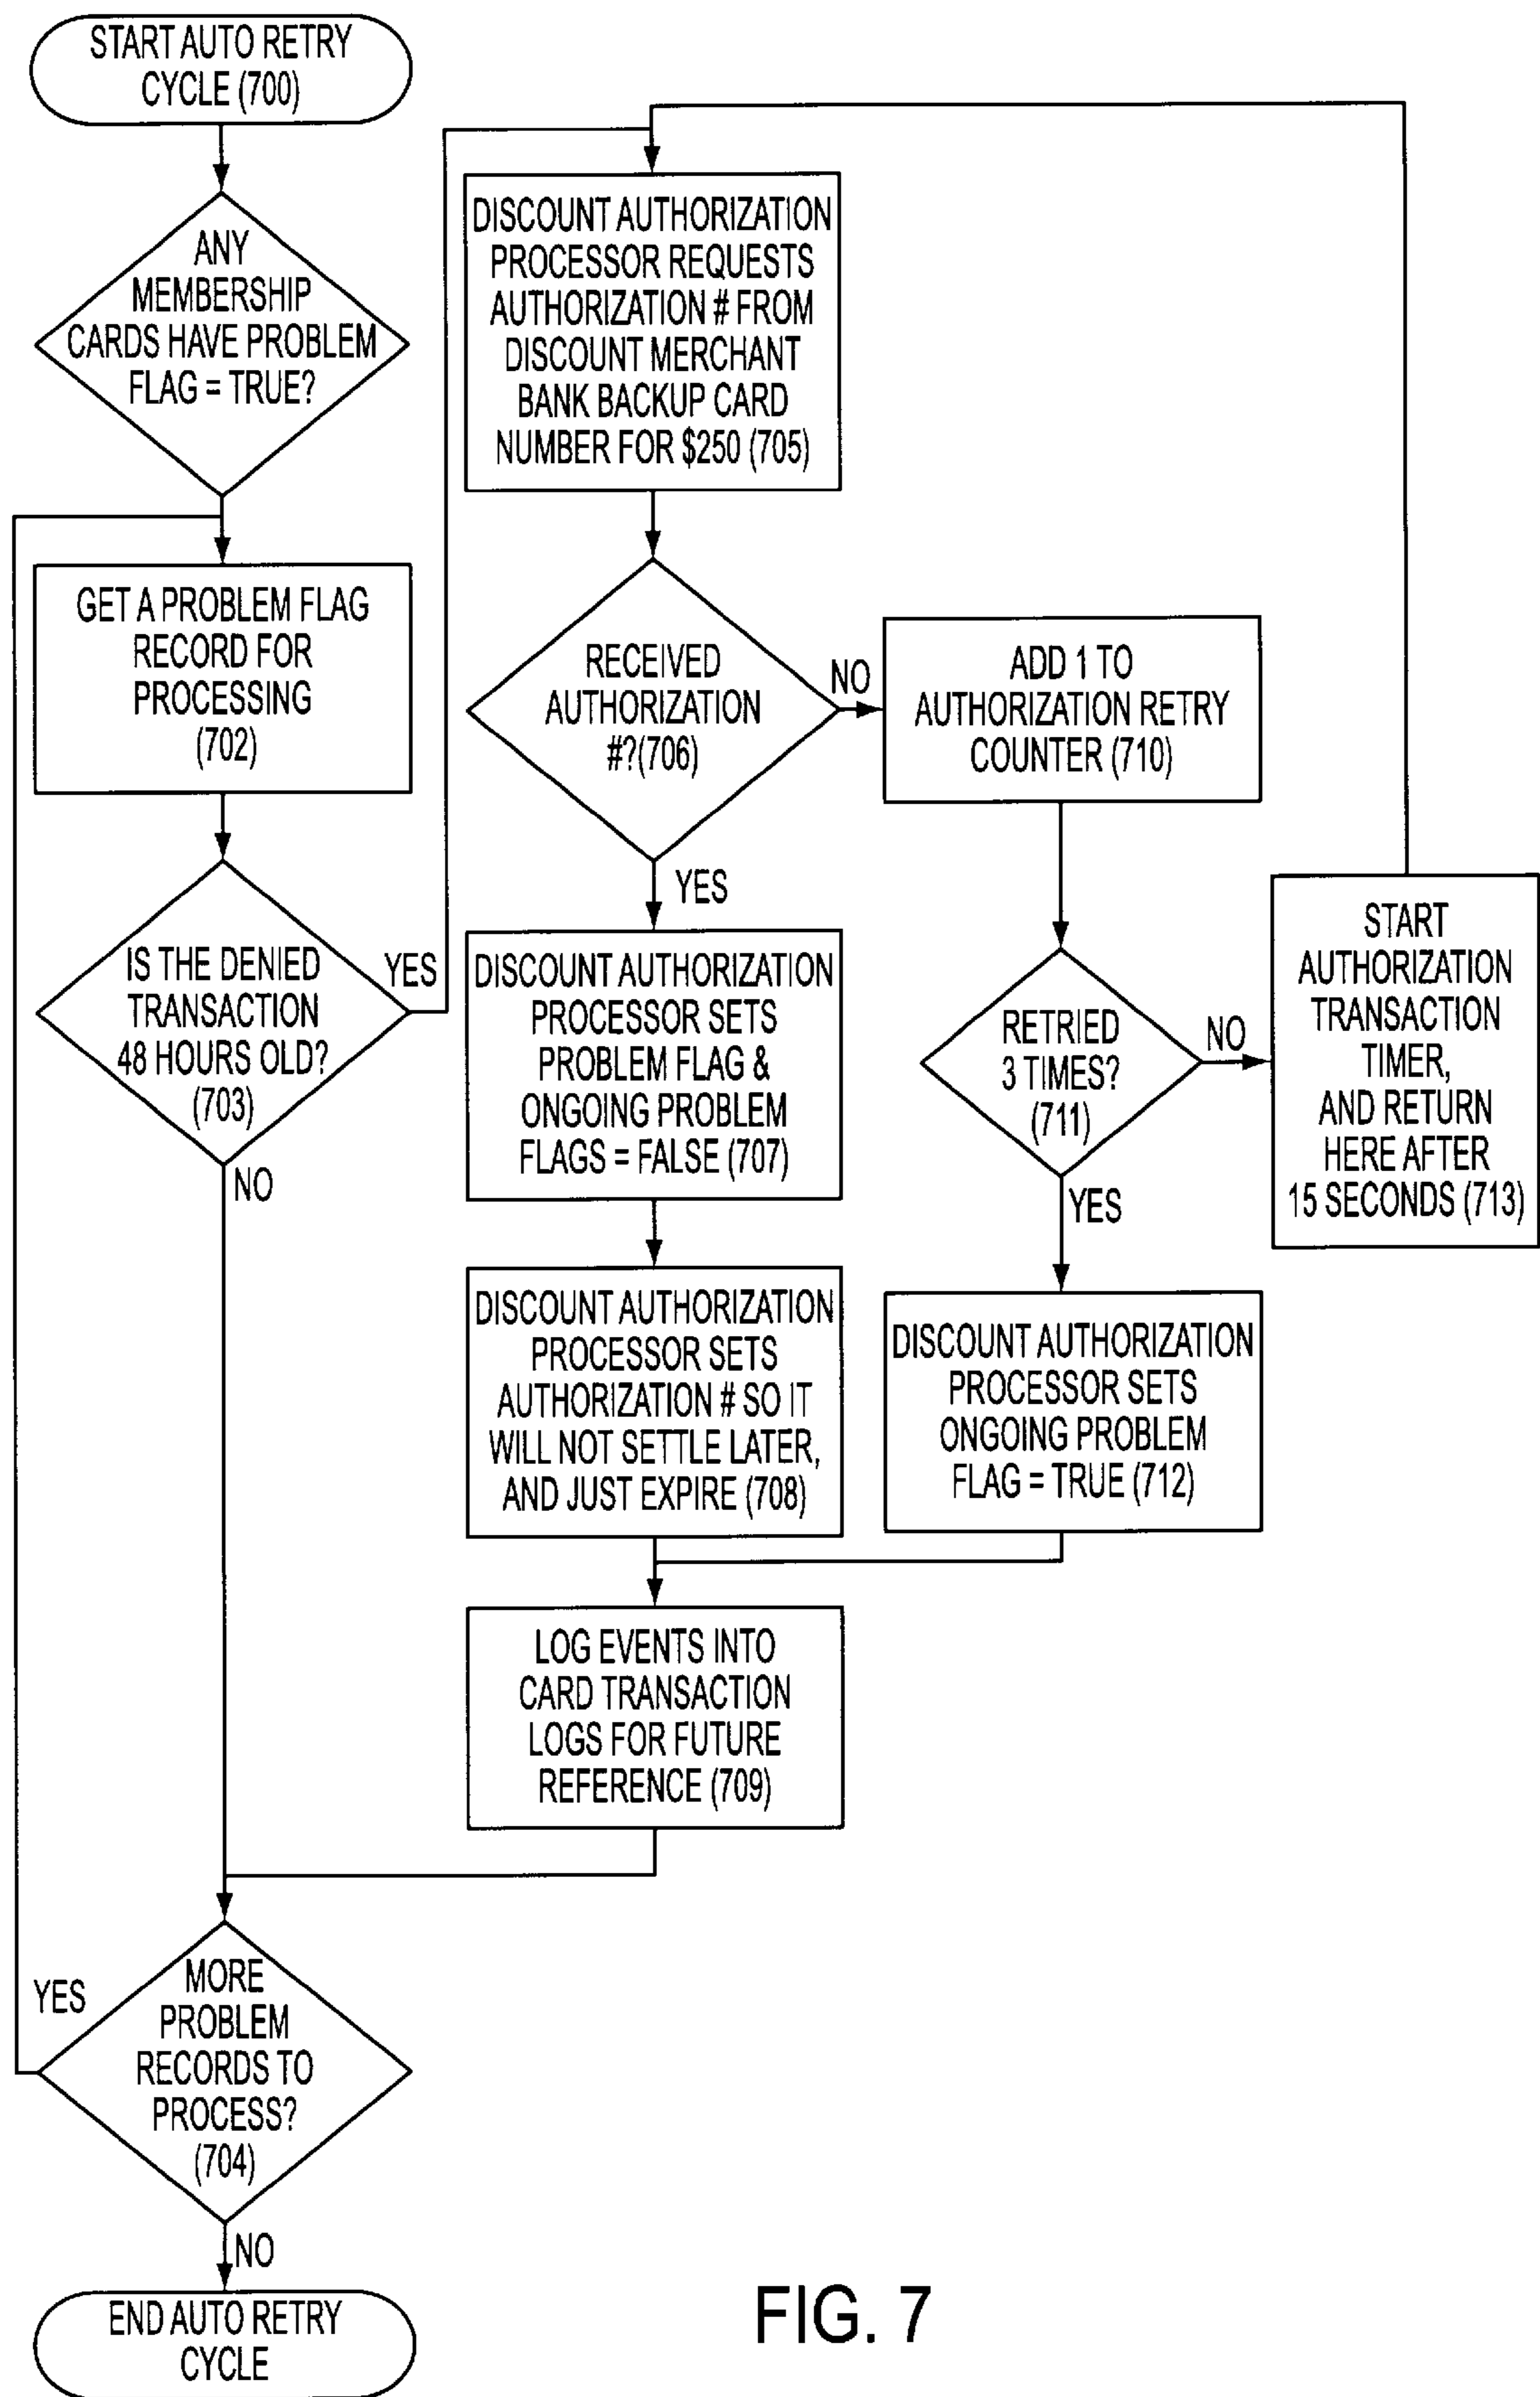 START AUTO RETRY
CYCLE (700)
ANY
MEMBERSHIP
CARDS HAVE PROBLEM
FLAG = TRUE?
GET A PROBLEM FLAG
RECORD FOR
PROCESSING
(702)
IS THE DENIED
TRANSACTION
48 HOURS OLD?
(703)
YES
NO
DISCOUNT AUTHORIZATION
PROCESSOR REQUESTS
AUTHORIZATION # FROM
DISCOUNT MERCHANT
BANK BACKUP CARD
NUMBER FOR $250 (705)
RECEIVED
AUTHORIZATION
#?(706)
NO
YES
DISCOUNT AUTHORIZATION
PROCESSOR SETS
PROBLEM FLAG &
ONGOING PROBLEM
FLAGS = FALSE (707)
DISCOUNT AUTHORIZATION
PROCESSOR SETS
AUTHORIZATION # SO IT
WILL NOT SETTLE LATER,
AND JUST EXPIRE (708)
LOG EVENTS INTO
CARD TRANSACTION
LOGS FOR FUTURE
REFERENCE (709)
ADD 1 TO
AUTHORIZATION RETRY
COUNTER (710)
RETRIED
3 TIMES?
(711)
NO
YES
START
AUTHORIZATION
TRANSACTION
TIMER,
AND RETURN
HERE AFTER
15 SECONDS (713)
DISCOUNT AUTHORIZATION
PROCESSOR SETS
ONGOING PROBLEM
FLAG = TRUE (712)
MORE
PROBLEM
RECORDS TO
PROCESS?
(704)
YES
NO
END AUTO RETRY
CYCLE
FIG. 7